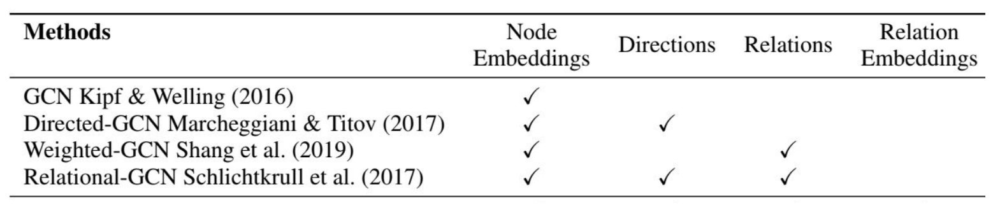 Methods Node Embeddings Directions Relations Relation Embeddings
GCN Kipf & Welling (2016) ✓
Directed-GCN Marcheggiani & Titov (2017) ✓ ✓
Weighted-GCN Shang et al. (2019) ✓ ✓
Relational-GCN Schlichtkrull et al. (2017) ✓ ✓ ✓